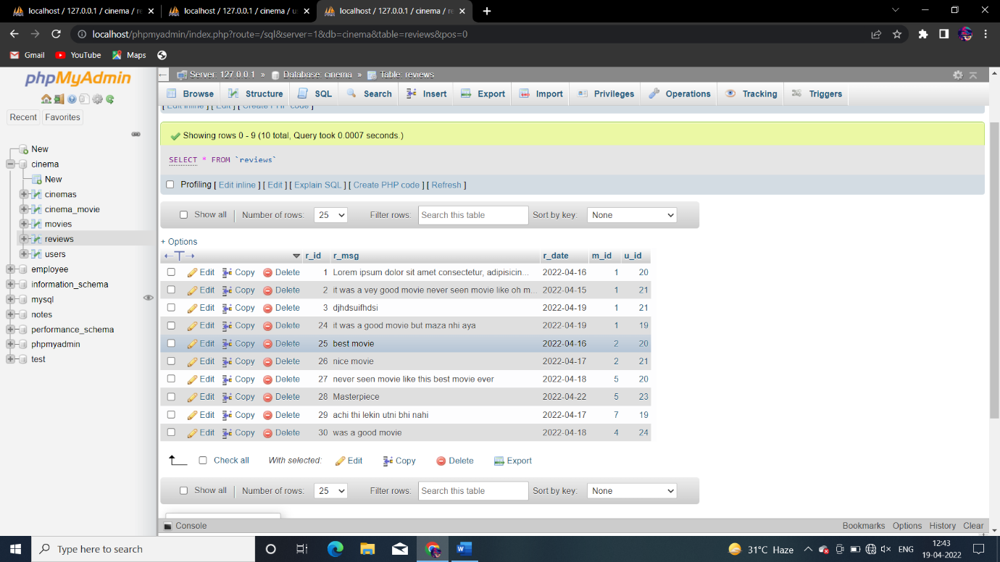 localhost / 127.0.0.1 / cinema / re
localhost / 127.0.0.1 / cinema / u
localhost / 127.0.0.1 / cinema / re
localhost/phpmyadmin/index.php?route=/sql&server=1&db=cinema&table=reviews&pos=0
Gmail YouTube Maps
phpMyAdmin
Recent Favorites
New
cinema
New
cinemas
cinema_movie
movies
reviews
users
employee
information_schema
mysql
notes
performance_schema
phpmyadmin
test
Server: 127.0.0.1 » Database: cinema » Table: reviews
Browse Structure SQL Search Insert Export Import Privileges Operations Tracking Triggers
[ Edit inline ] [ Edit ] [ Create PHP code ]
Showing rows 0 - 9 (10 total, Query took 0.0007 seconds.)
SELECT * FROM `reviews`
Profiling [ Edit inline ] [ Edit ] [ Explain SQL ] [ Create PHP code ] [ Refresh ]
Show all Number of rows: 25 Filter rows: Search this table Sort by key: None
+ Options
←T→ r_id r_msg r_date m_id u_id
Edit Copy Delete 1 Lorem ipsum dolor sit amet consectetur, adipisicin... 2022-04-16 1 20
Edit Copy Delete 2 it was a vey good movie never seen movie like oh m... 2022-04-15 1 21
Edit Copy Delete 3 djhdsuifhdsi 2022-04-19 1 21
Edit Copy Delete 24 it was a good movie but maza nhi aya 2022-04-19 1 19
Edit Copy Delete 25 best movie 2022-04-16 2 20
Edit Copy Delete 26 nice movie 2022-04-17 2 21
Edit Copy Delete 27 never seen movie like this best movie ever 2022-04-18 5 20
Edit Copy Delete 28 Masterpiece 2022-04-22 5 23
Edit Copy Delete 29 achi thi lekin utni bhi nahi 2022-04-17 7 19
Edit Copy Delete 30 was a good movie 2022-04-18 4 24
Check all With selected: Edit Copy Delete Export
Show all Number of rows: 25 Filter rows: Search this table Sort by key: None
Console Bookmarks Options History Clear
Type here to search
31°C Haze ENG
12:43
19-04-2022